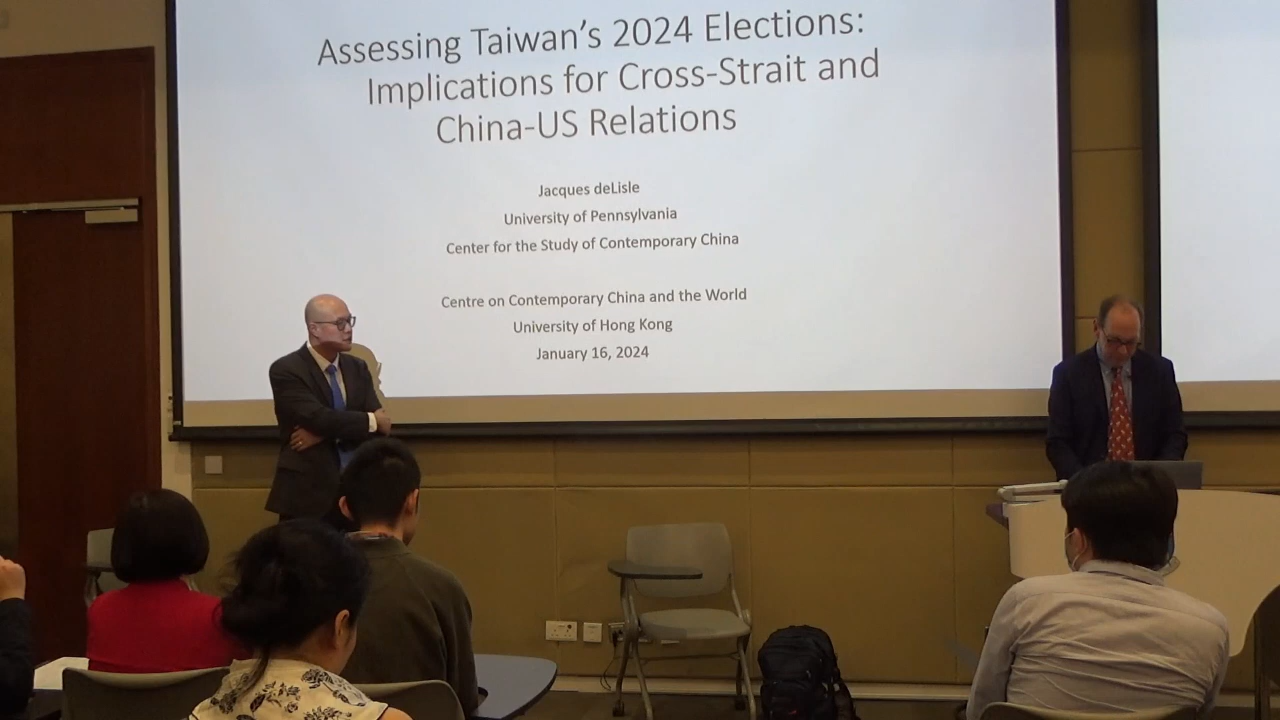 Assessing Taiwan's 2024 Elections:
Implications for Cross-Strait and
China-US Relations
Jacques deLisle
University of Pennsylvania
Center for the Study of Contemporary China
Centre on Contemporary China and the World
University of Hong Kong
January 16, 2024